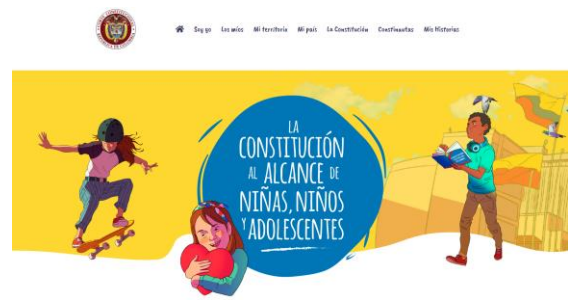 Soy yo Los míos Mi territorio Mi país La Constitución Constinautas Mis Historias
LA
CONSTITUCIÓN
AL ALCANCE DE
NIÑAS, NIÑOS
Y ADOLESCENTES